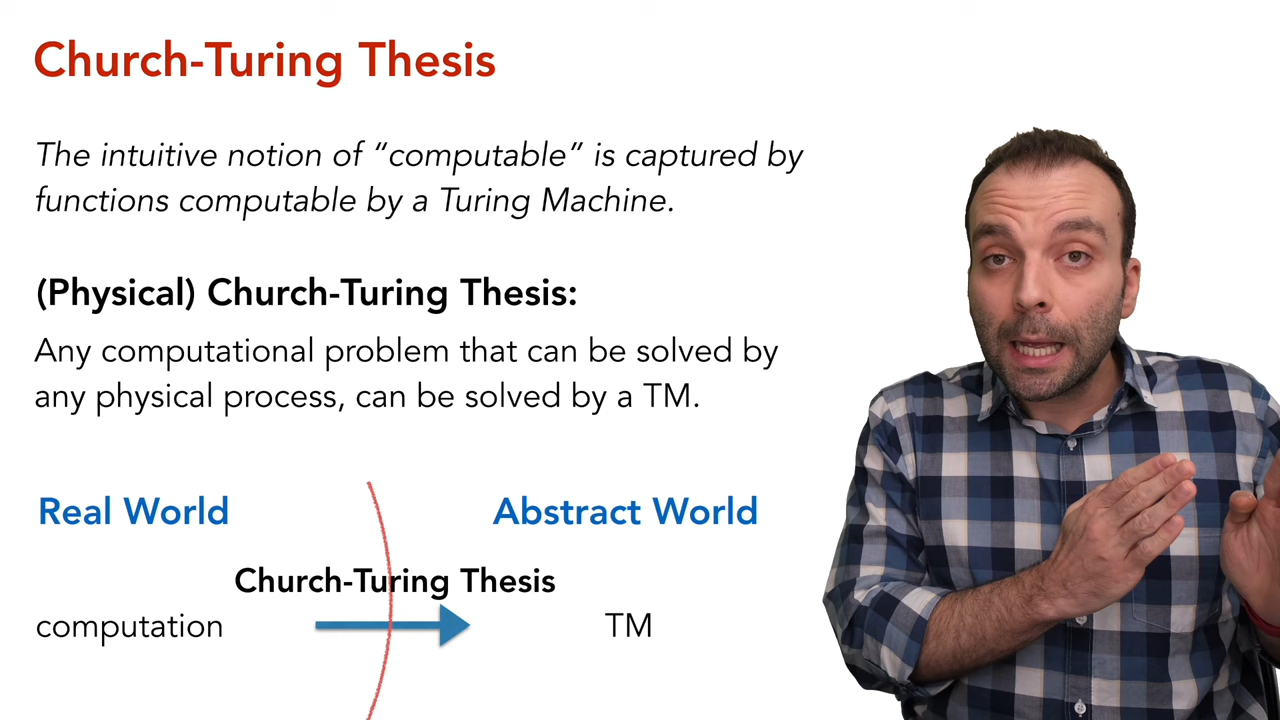 Church-Turing Thesis
The intuitive notion of “computable” is captured by
functions computable by a Turing Machine.
(Physical) Church-Turing Thesis:
Any computational problem that can be solved by
any physical process, can be solved by a TM.
Real World
Abstract World
Church-Turing Thesis
computation
TM